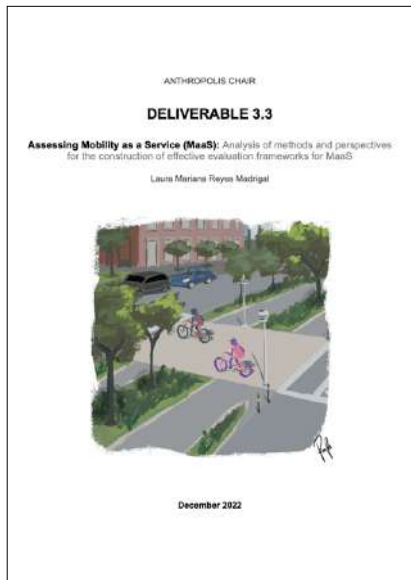 ANTHROPOLIS CHAIR
DELIVERABLE 3.3
Assessing Mobility as a Service (MaaS): Analysis of methods and perspectives
for the construction of effective evaluation frameworks for MaaS
Laura Mariana Reyes Madrigal
December 2022